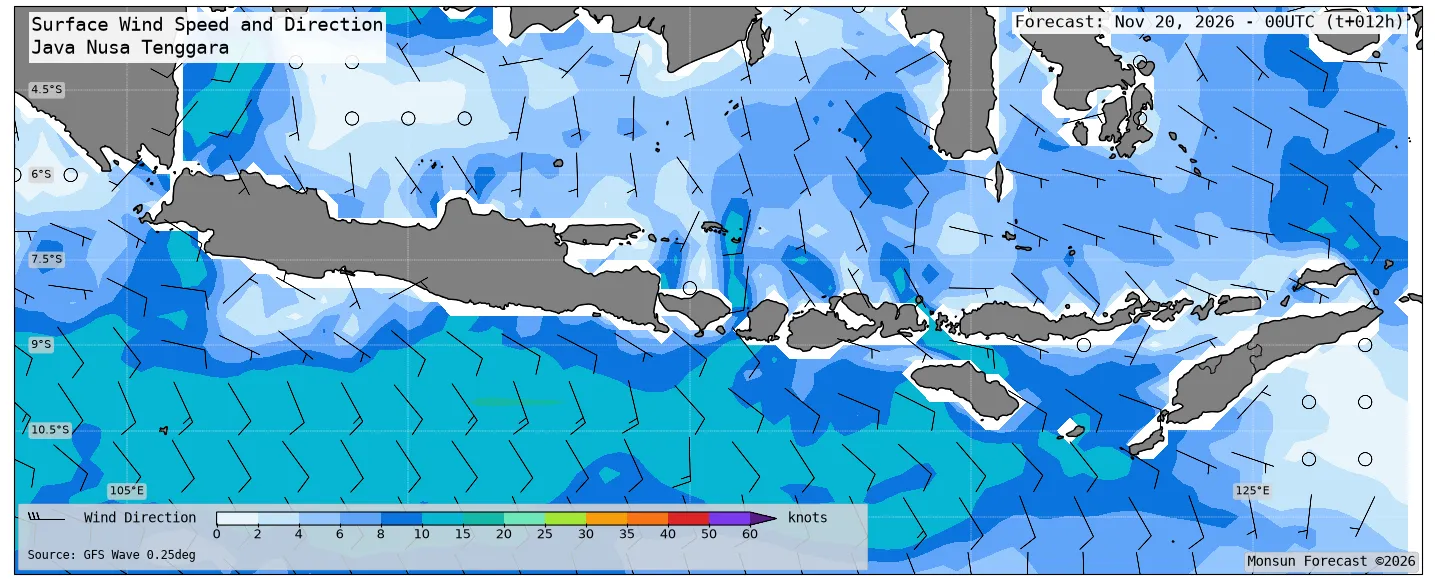 Surface Wind Speed and Direction
Java Nusa Tenggara
Forecast: Nov 20, 2026 - 00UTC (t+012h)
4.5°S
6°S
7.5°S
9°S
10.5°S
105°E
125°E
Wind Direction
knots
0 2 4 6 8 10 15 20 25 30 35 40 50 60
Source: GFS Wave 0.25deg
Monsun Forecast ©2026